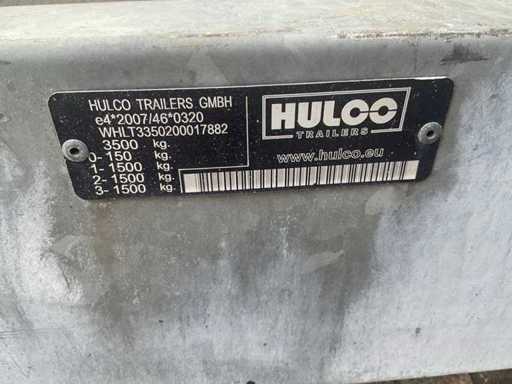 HULCO TRAILERS GMBH
e4*2007/46*0320
WHLT3350200017882
3500 kg.
0- 150 kg.
1- 1500 kg.
2- 1500 kg.
3- 1500 kg.
HULCO
TRAILERS
www.hulco.eu